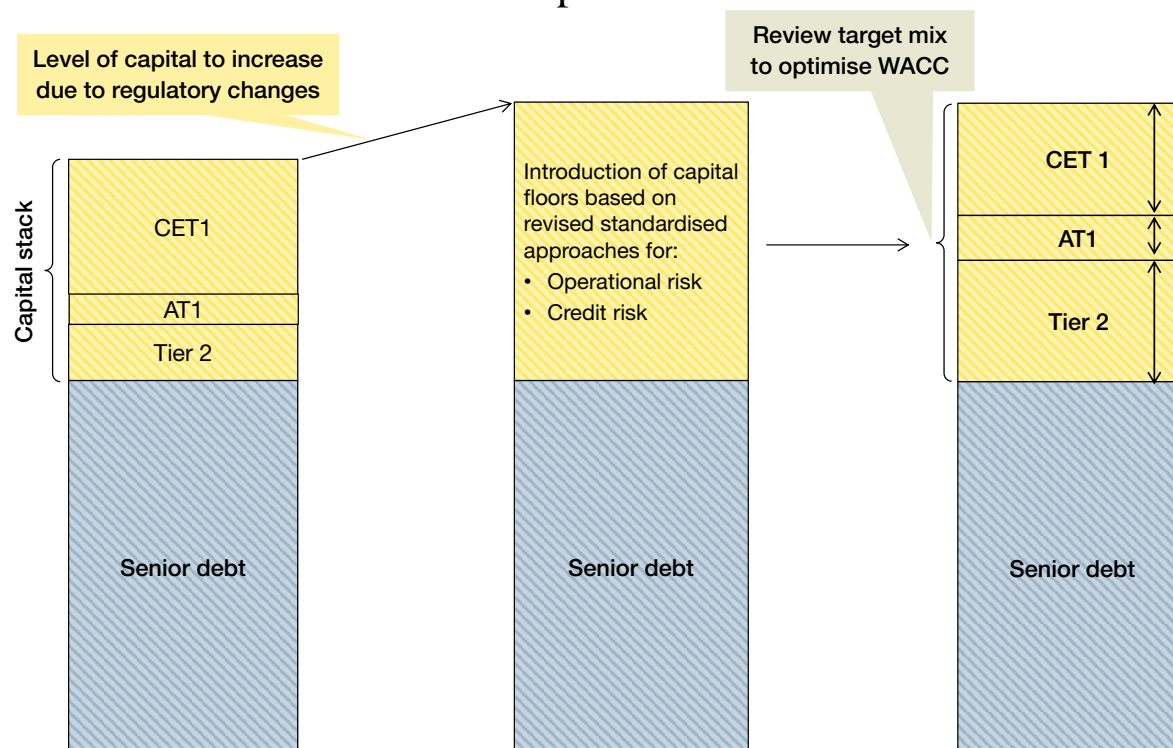 Level of capital to increase
due to regulatory changes
Review target mix
to optimise WACC
Capital stack
CET1
AT1
Tier 2
Senior debt
Introduction of capital
floors based on
revised standardised
approaches for:
• Operational risk
• Credit risk
Senior debt
CET 1
AT1
Tier 2
Senior debt